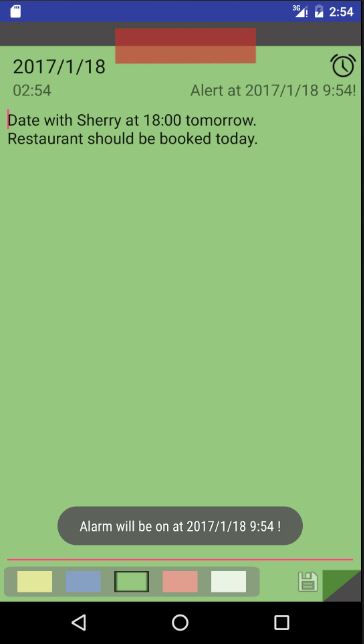 3G 2:54
2017/1/18
02:54 Alert at 2017/1/18 9:54!
Date with Sherry at 18:00 tomorrow.
Restaurant should be booked today.
Alarm will be on at 2017/1/18 9:54 !